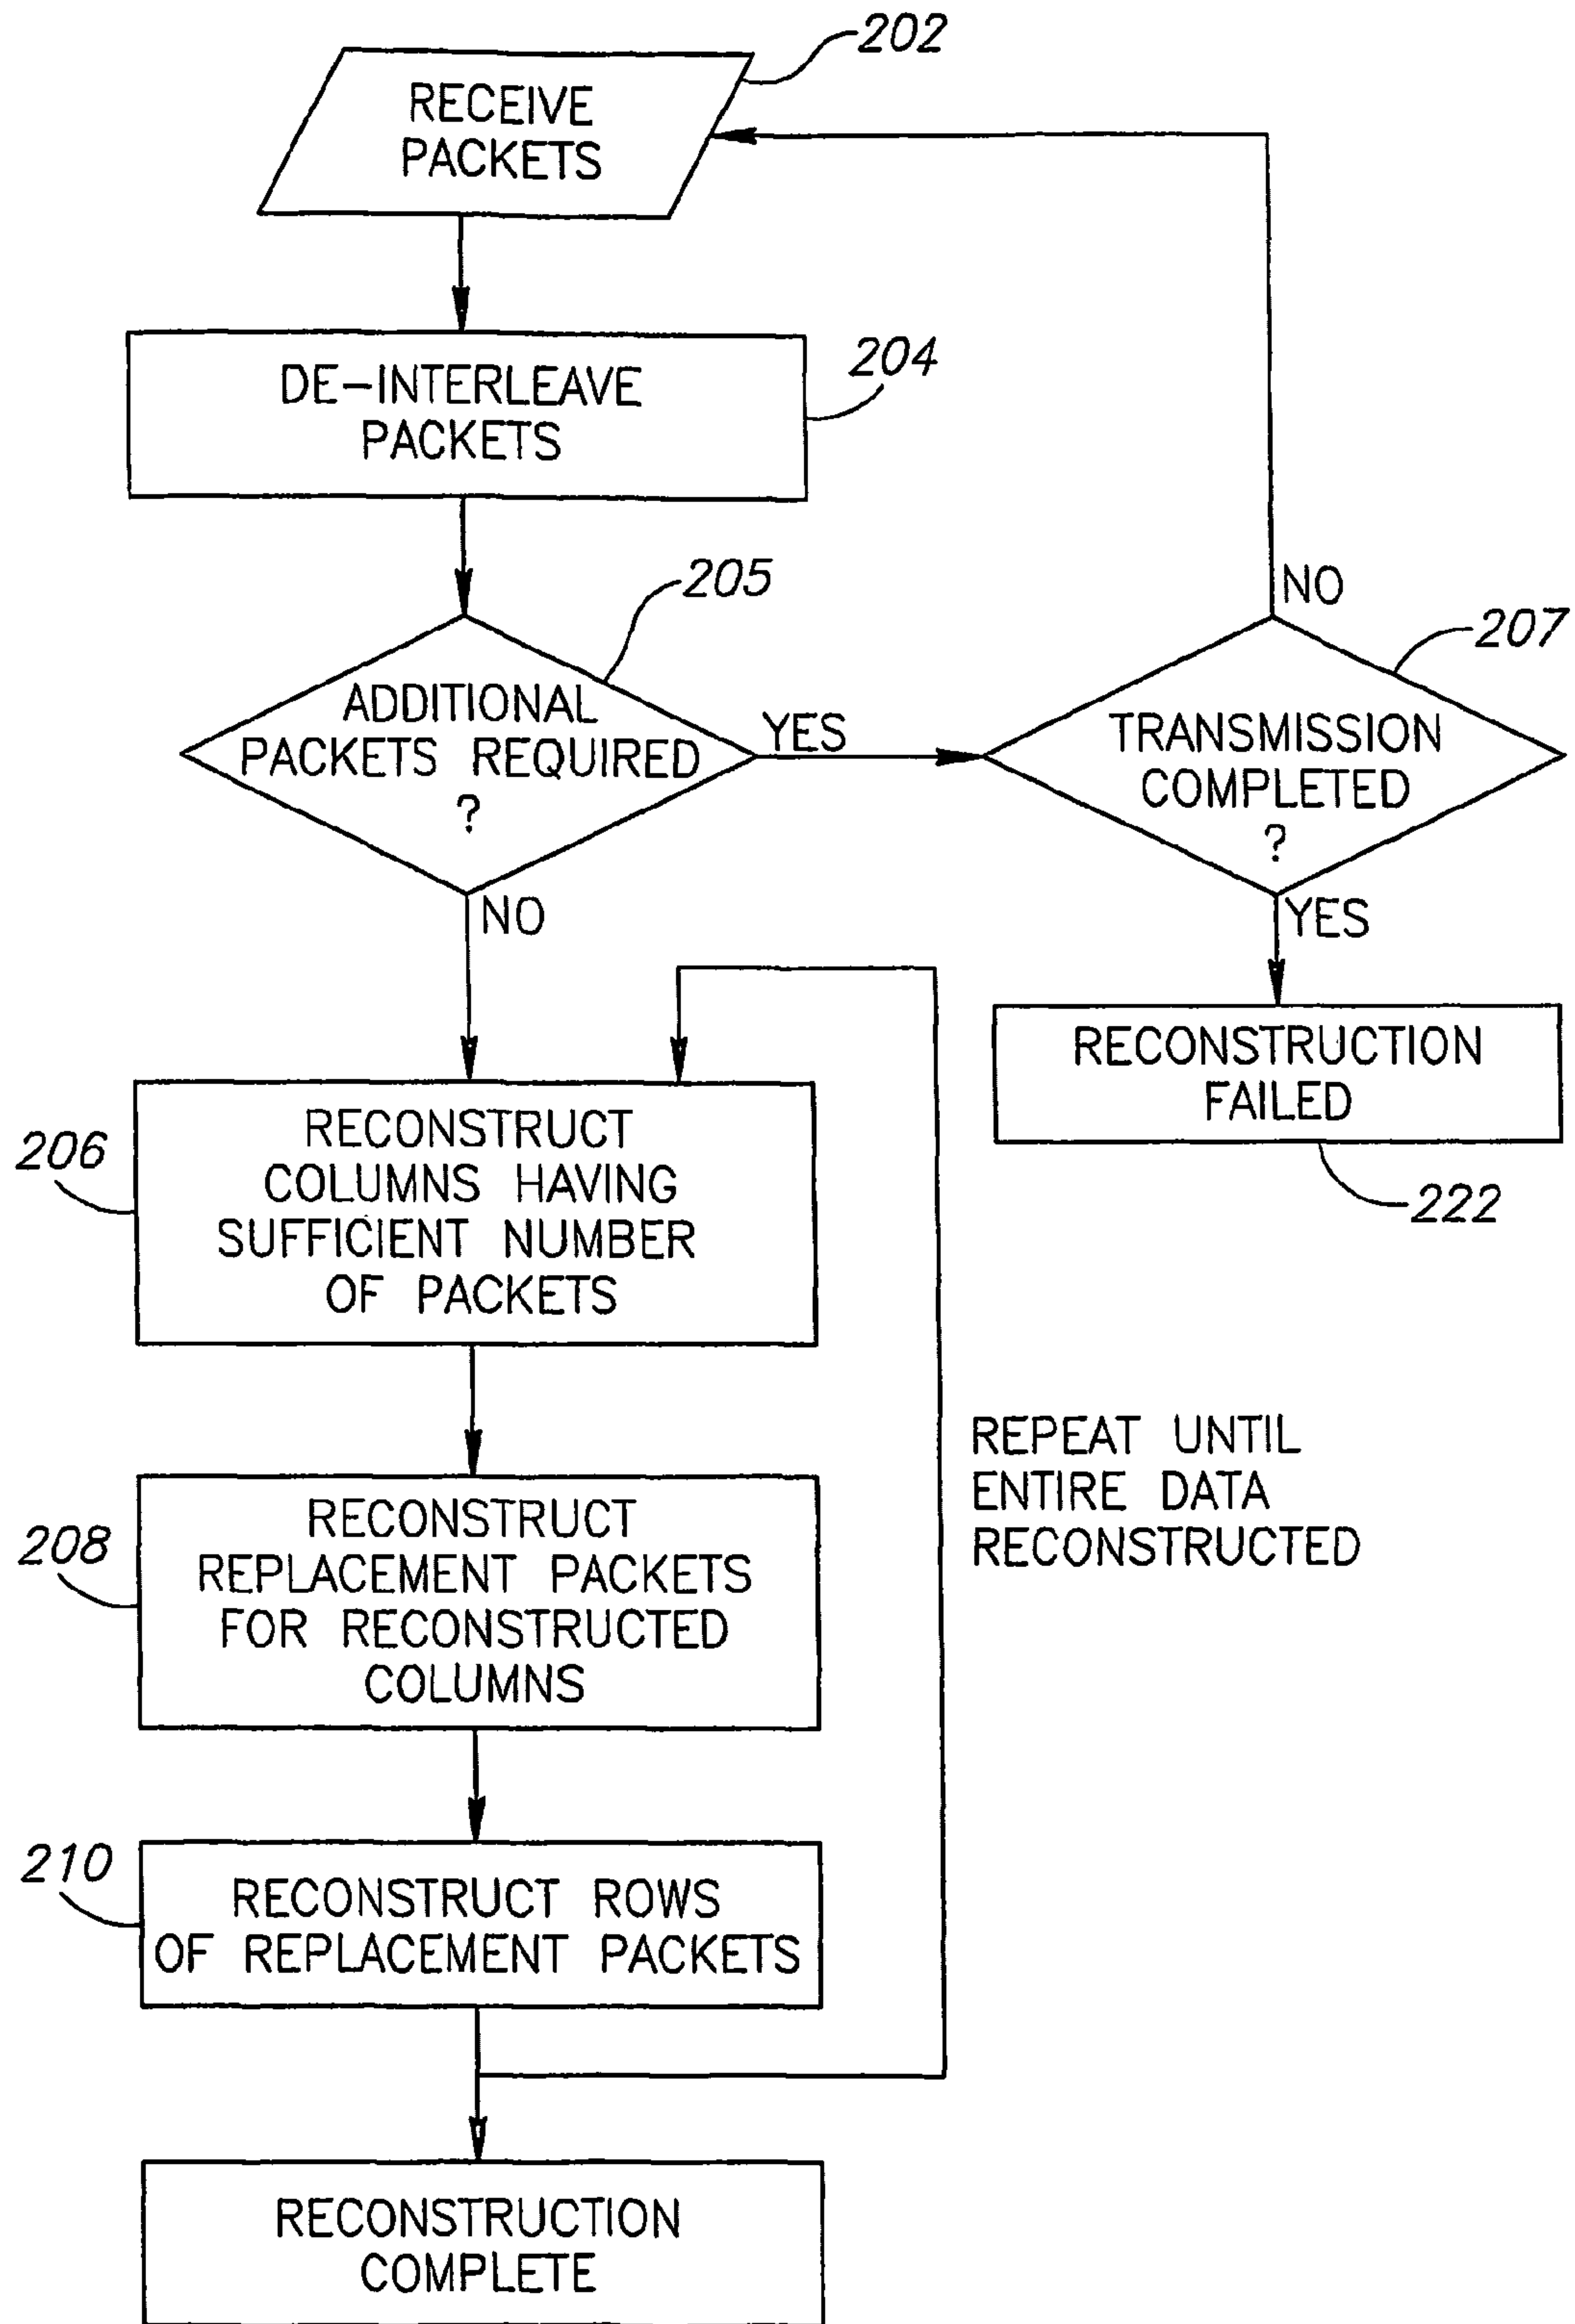 202
RECEIVE
PACKETS
DE-INTERLEAVE
PACKETS
204
205
ADDITIONAL
PACKETS REQUIRED
?
YES
NO
NO
207
TRANSMISSION
COMPLETED
?
YES
RECONSTRUCTION
FAILED
222
206
RECONSTRUCT
COLUMNS HAVING
SUFFICIENT NUMBER
OF PACKETS
REPEAT UNTIL
ENTIRE DATA
RECONSTRUCTED
208
RECONSTRUCT
REPLACEMENT PACKETS
FOR RECONSTRUCTED
COLUMNS
210
RECONSTRUCT ROWS
OF REPLACEMENT PACKETS
RECONSTRUCTION
COMPLETE